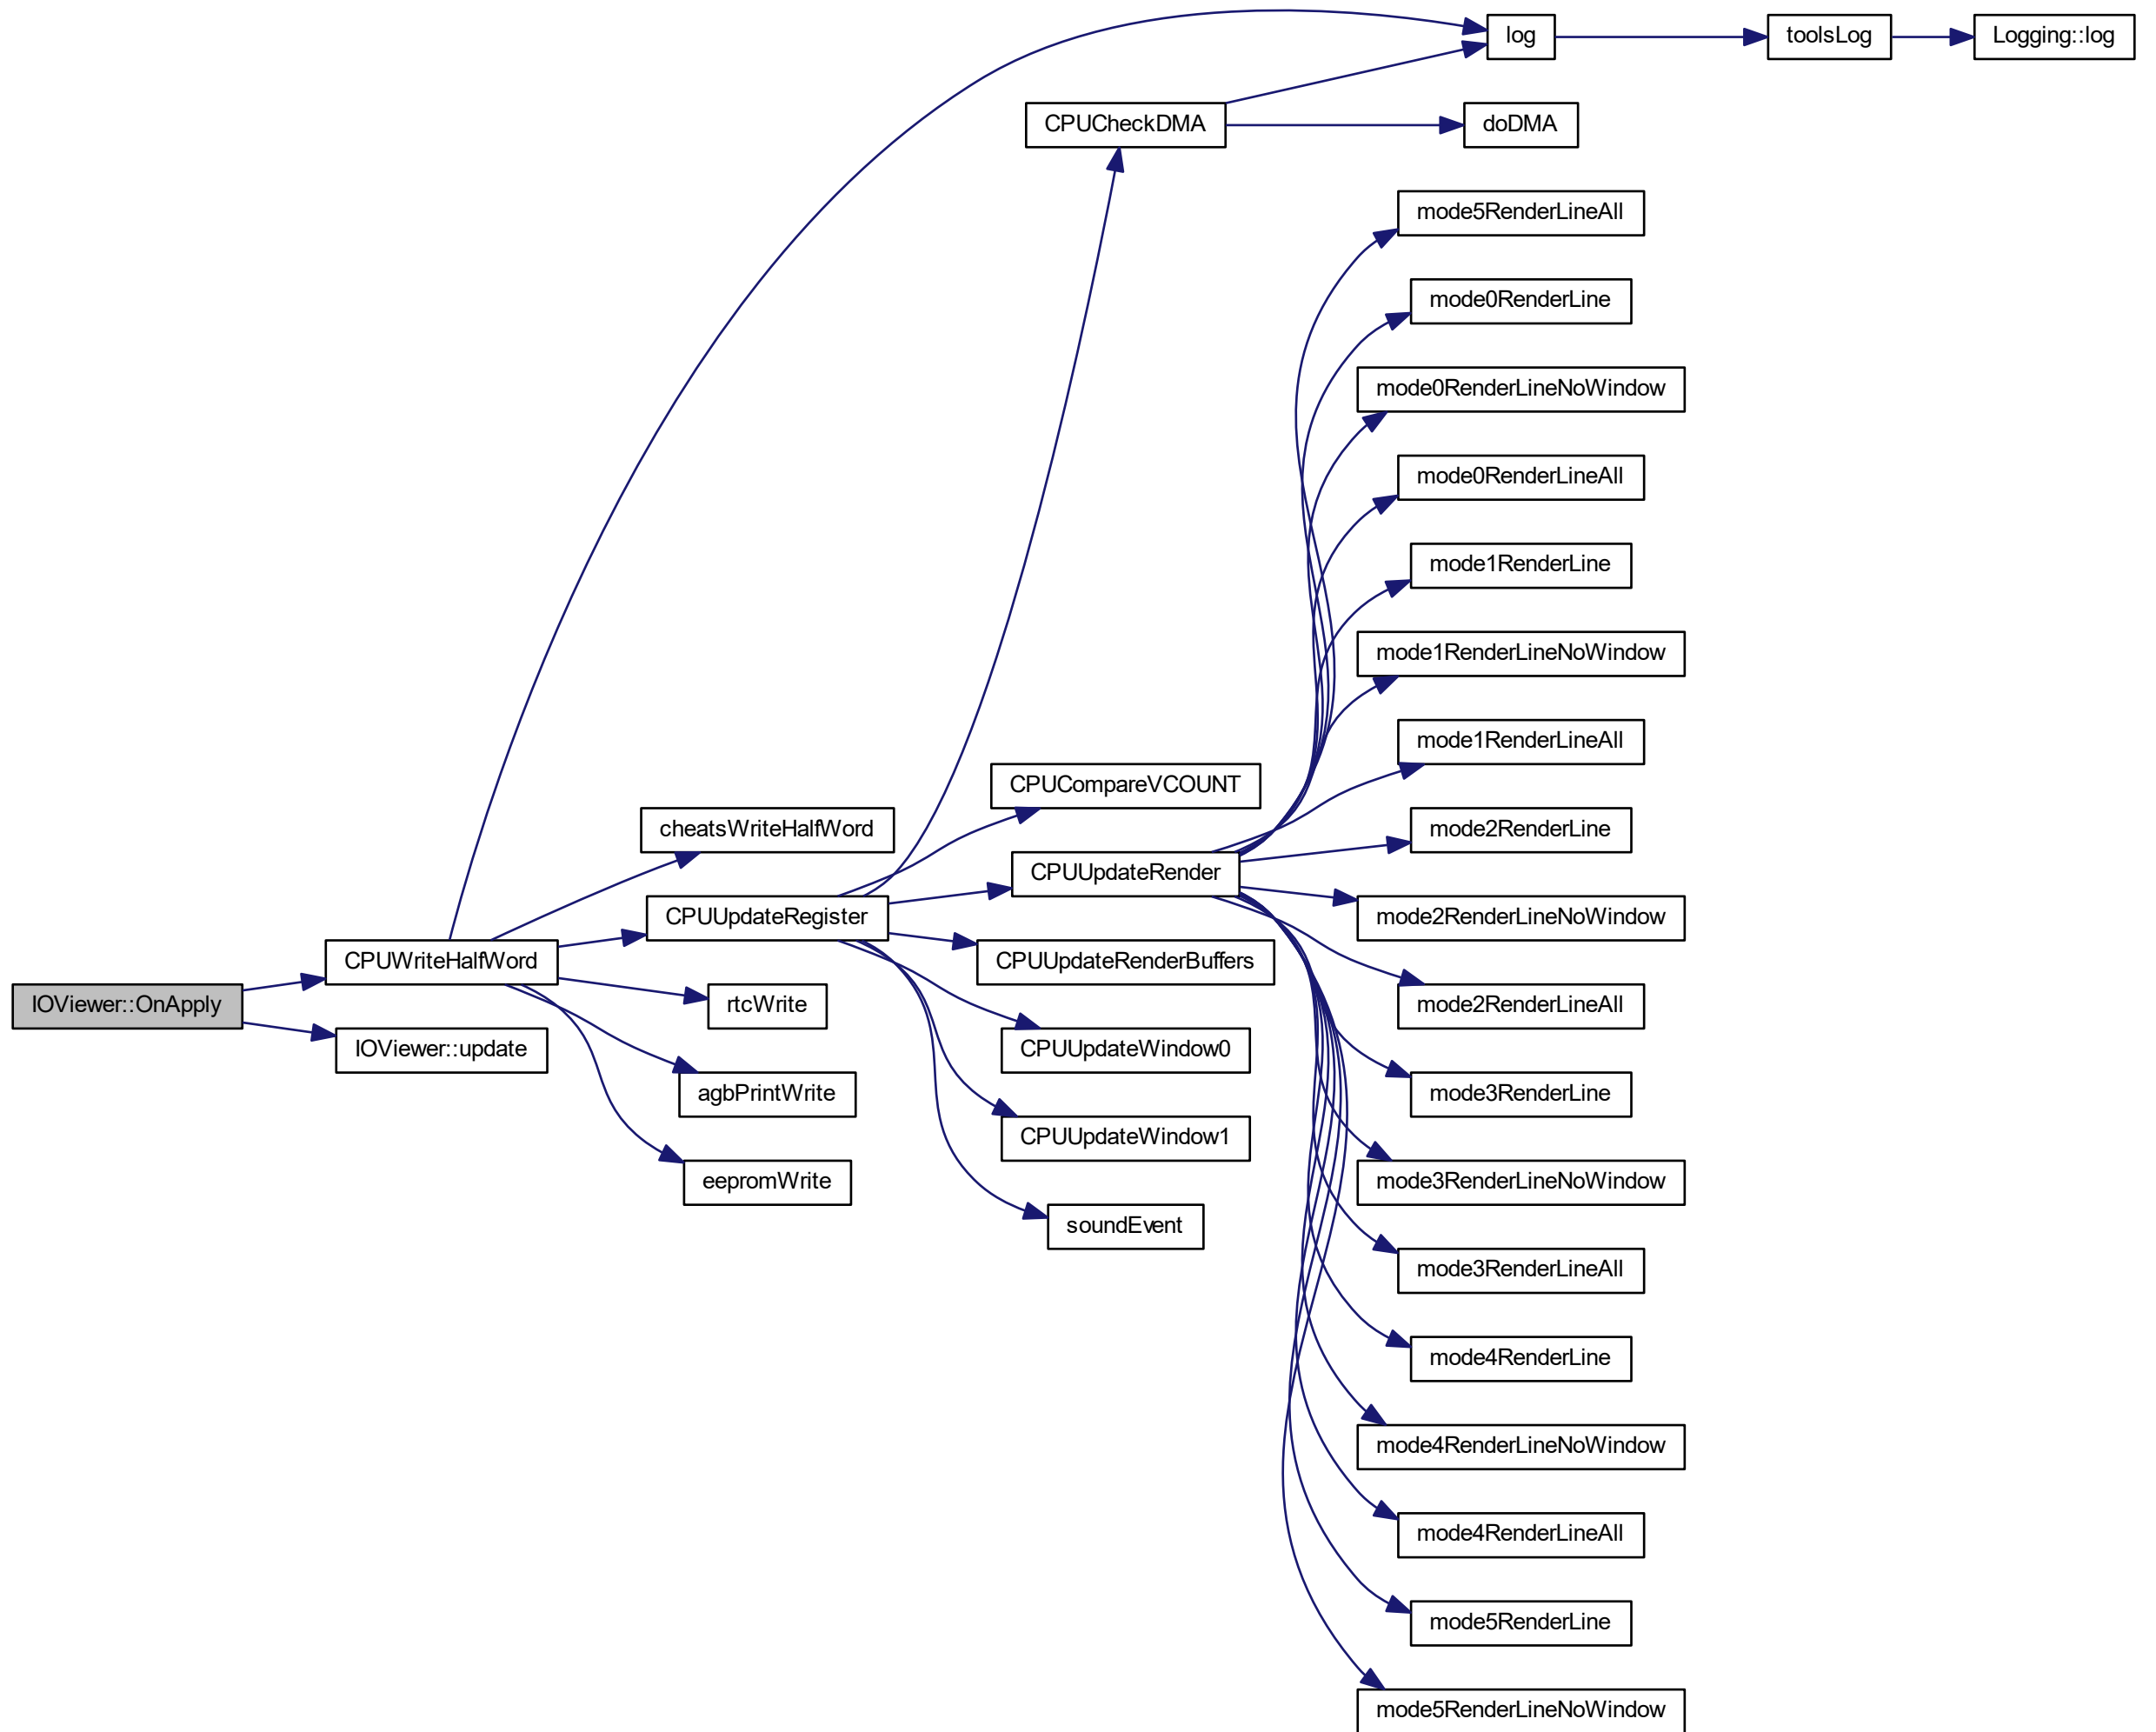 log
toolsLog
Logging::log
CPUCheckDMA
doDMA
mode5RenderLineAll
mode0RenderLine
mode0RenderLineNoWindow
mode0RenderLineAll
mode1RenderLine
mode1RenderLineNoWindow
mode1RenderLineAll
CPUCompareVCOUNT
cheatsWriteHalfWord
mode2RenderLine
CPUUpdateRender
CPUUpdateRegister
mode2RenderLineNoWindow
CPUWriteHalfWord
CPUUpdateRenderBuffers
IOViewer::OnApply
rtcWrite
mode2RenderLineAll
IOViewer::update
CPUUpdateWindow0
agbPrintWrite
mode3RenderLine
CPUUpdateWindow1
eepromWrite
mode3RenderLineNoWindow
soundEvent
mode3RenderLineAll
mode4RenderLine
mode4RenderLineNoWindow
mode4RenderLineAll
mode5RenderLine
mode5RenderLineNoWindow